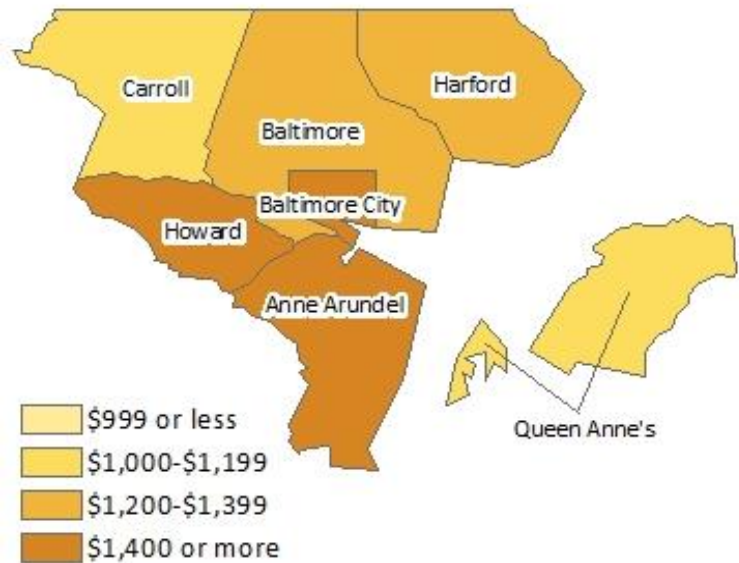 Carroll
Harford
Baltimore
Baltimore City
Howard
Anne Arundel
Queen Anne's
$999 or less
$1,000-$1,199
$1,200-$1,399
$1,400 or more